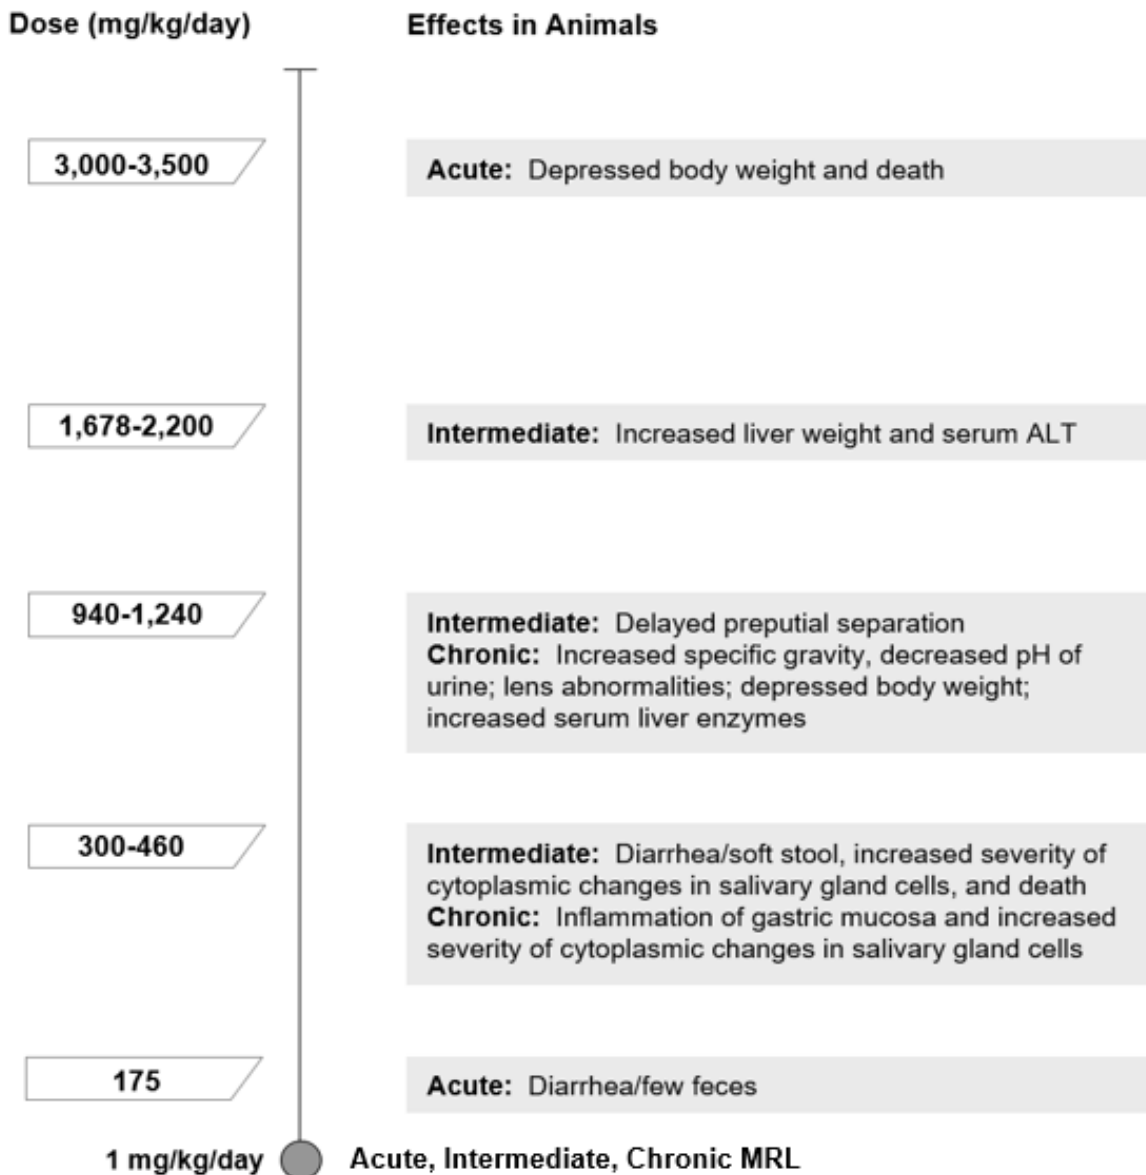 Dose (mg/kg/day) Effects in Animals
3,000-3,500
Acute: Depressed body weight and death
1,678-2,200
Intermediate: Increased liver weight and serum ALT
940-1,240
Intermediate: Delayed preputial separation
Chronic: Increased specific gravity, decreased pH of
urine; lens abnormalities; depressed body weight;
increased serum liver enzymes
300-460
Intermediate: Diarrhea/soft stool, increased severity of
cytoplasmic changes in salivary gland cells, and death
Chronic: Inflammation of gastric mucosa and increased
severity of cytoplasmic changes in salivary gland cells
175
Acute: Diarrhea/few feces
1 mg/kg/day Acute, Intermediate, Chronic MRL